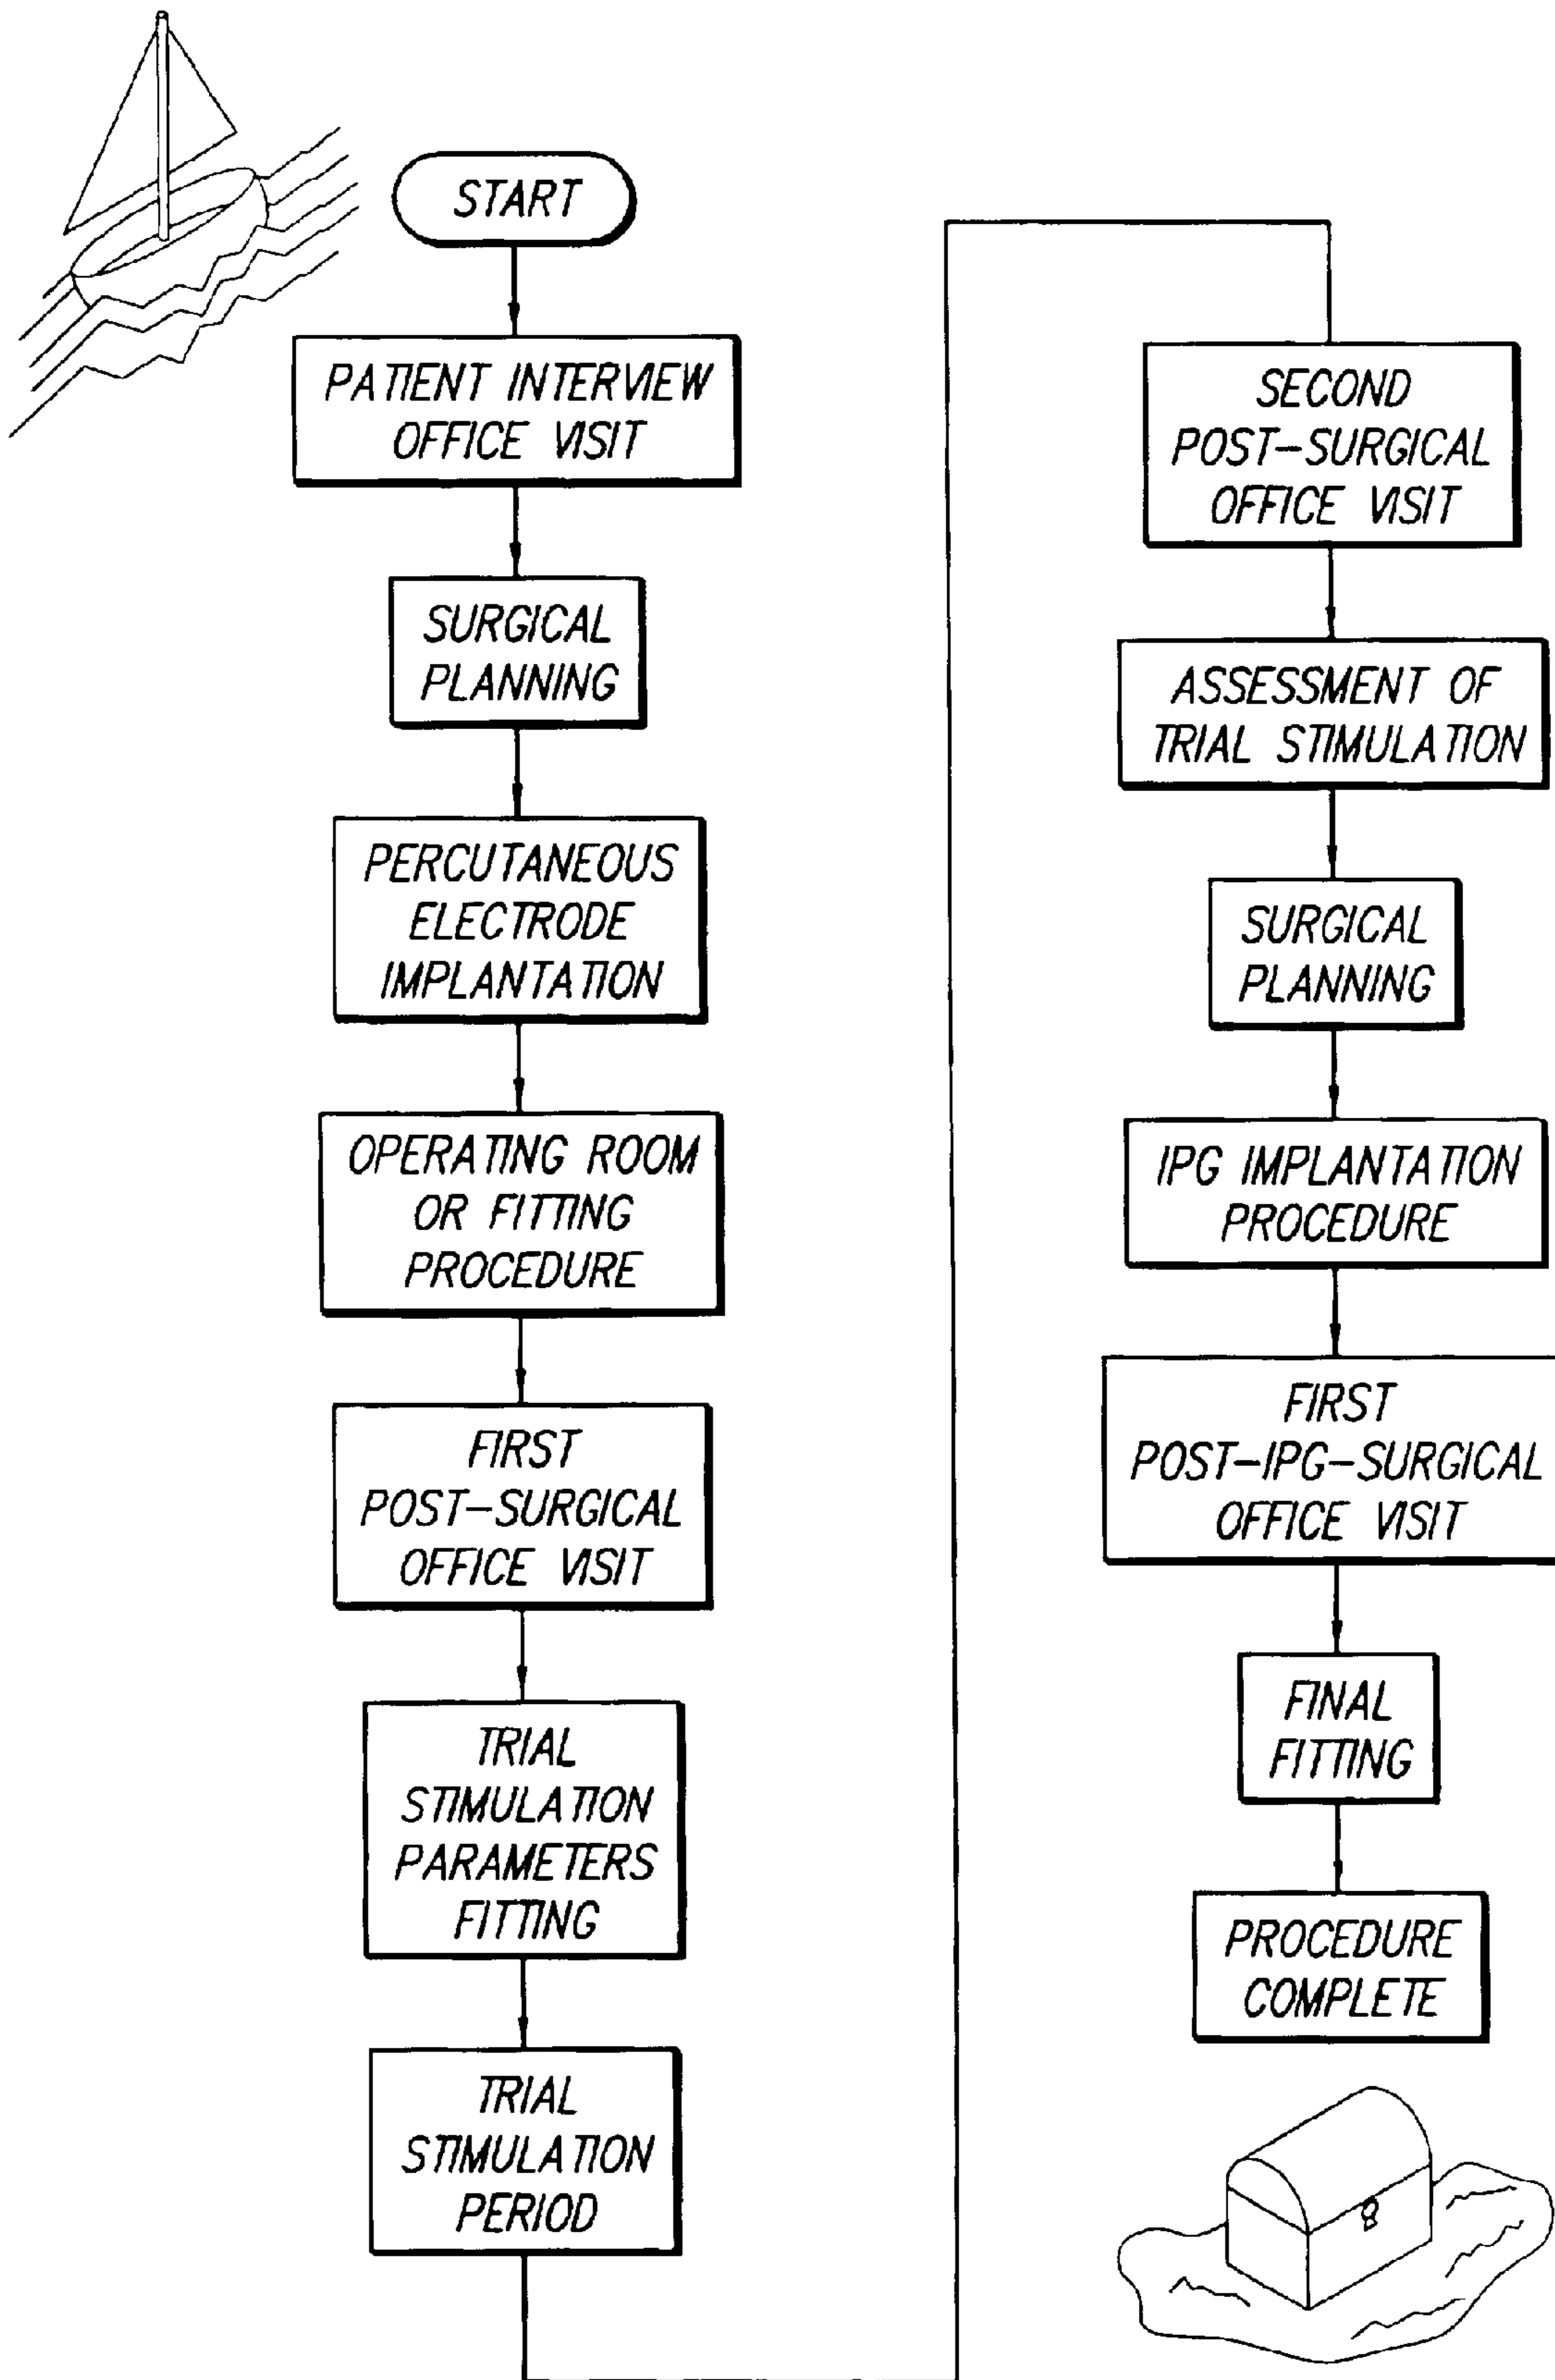 START
PATIENT INTERVIEW
OFFICE VISIT
SURGICAL
PLANNING
PERCUTANEOUS
ELECTRODE
IMPLANTATION
OPERATING ROOM
OR FITTING
PROCEDURE
FIRST
POST-SURGICAL
OFFICE VISIT
TRIAL
STIMULATION
PARAMETERS
FITTING
TRIAL
STIMULATION
PERIOD
SECOND
POST-SURGICAL
OFFICE VISIT
ASSESSMENT OF
TRIAL STIMULATION
SURGICAL
PLANNING
IPG IMPLANTATION
PROCEDURE
FIRST
POST-IPG-SURGICAL
OFFICE VISIT
FINAL
FITTING
PROCEDURE
COMPLETE